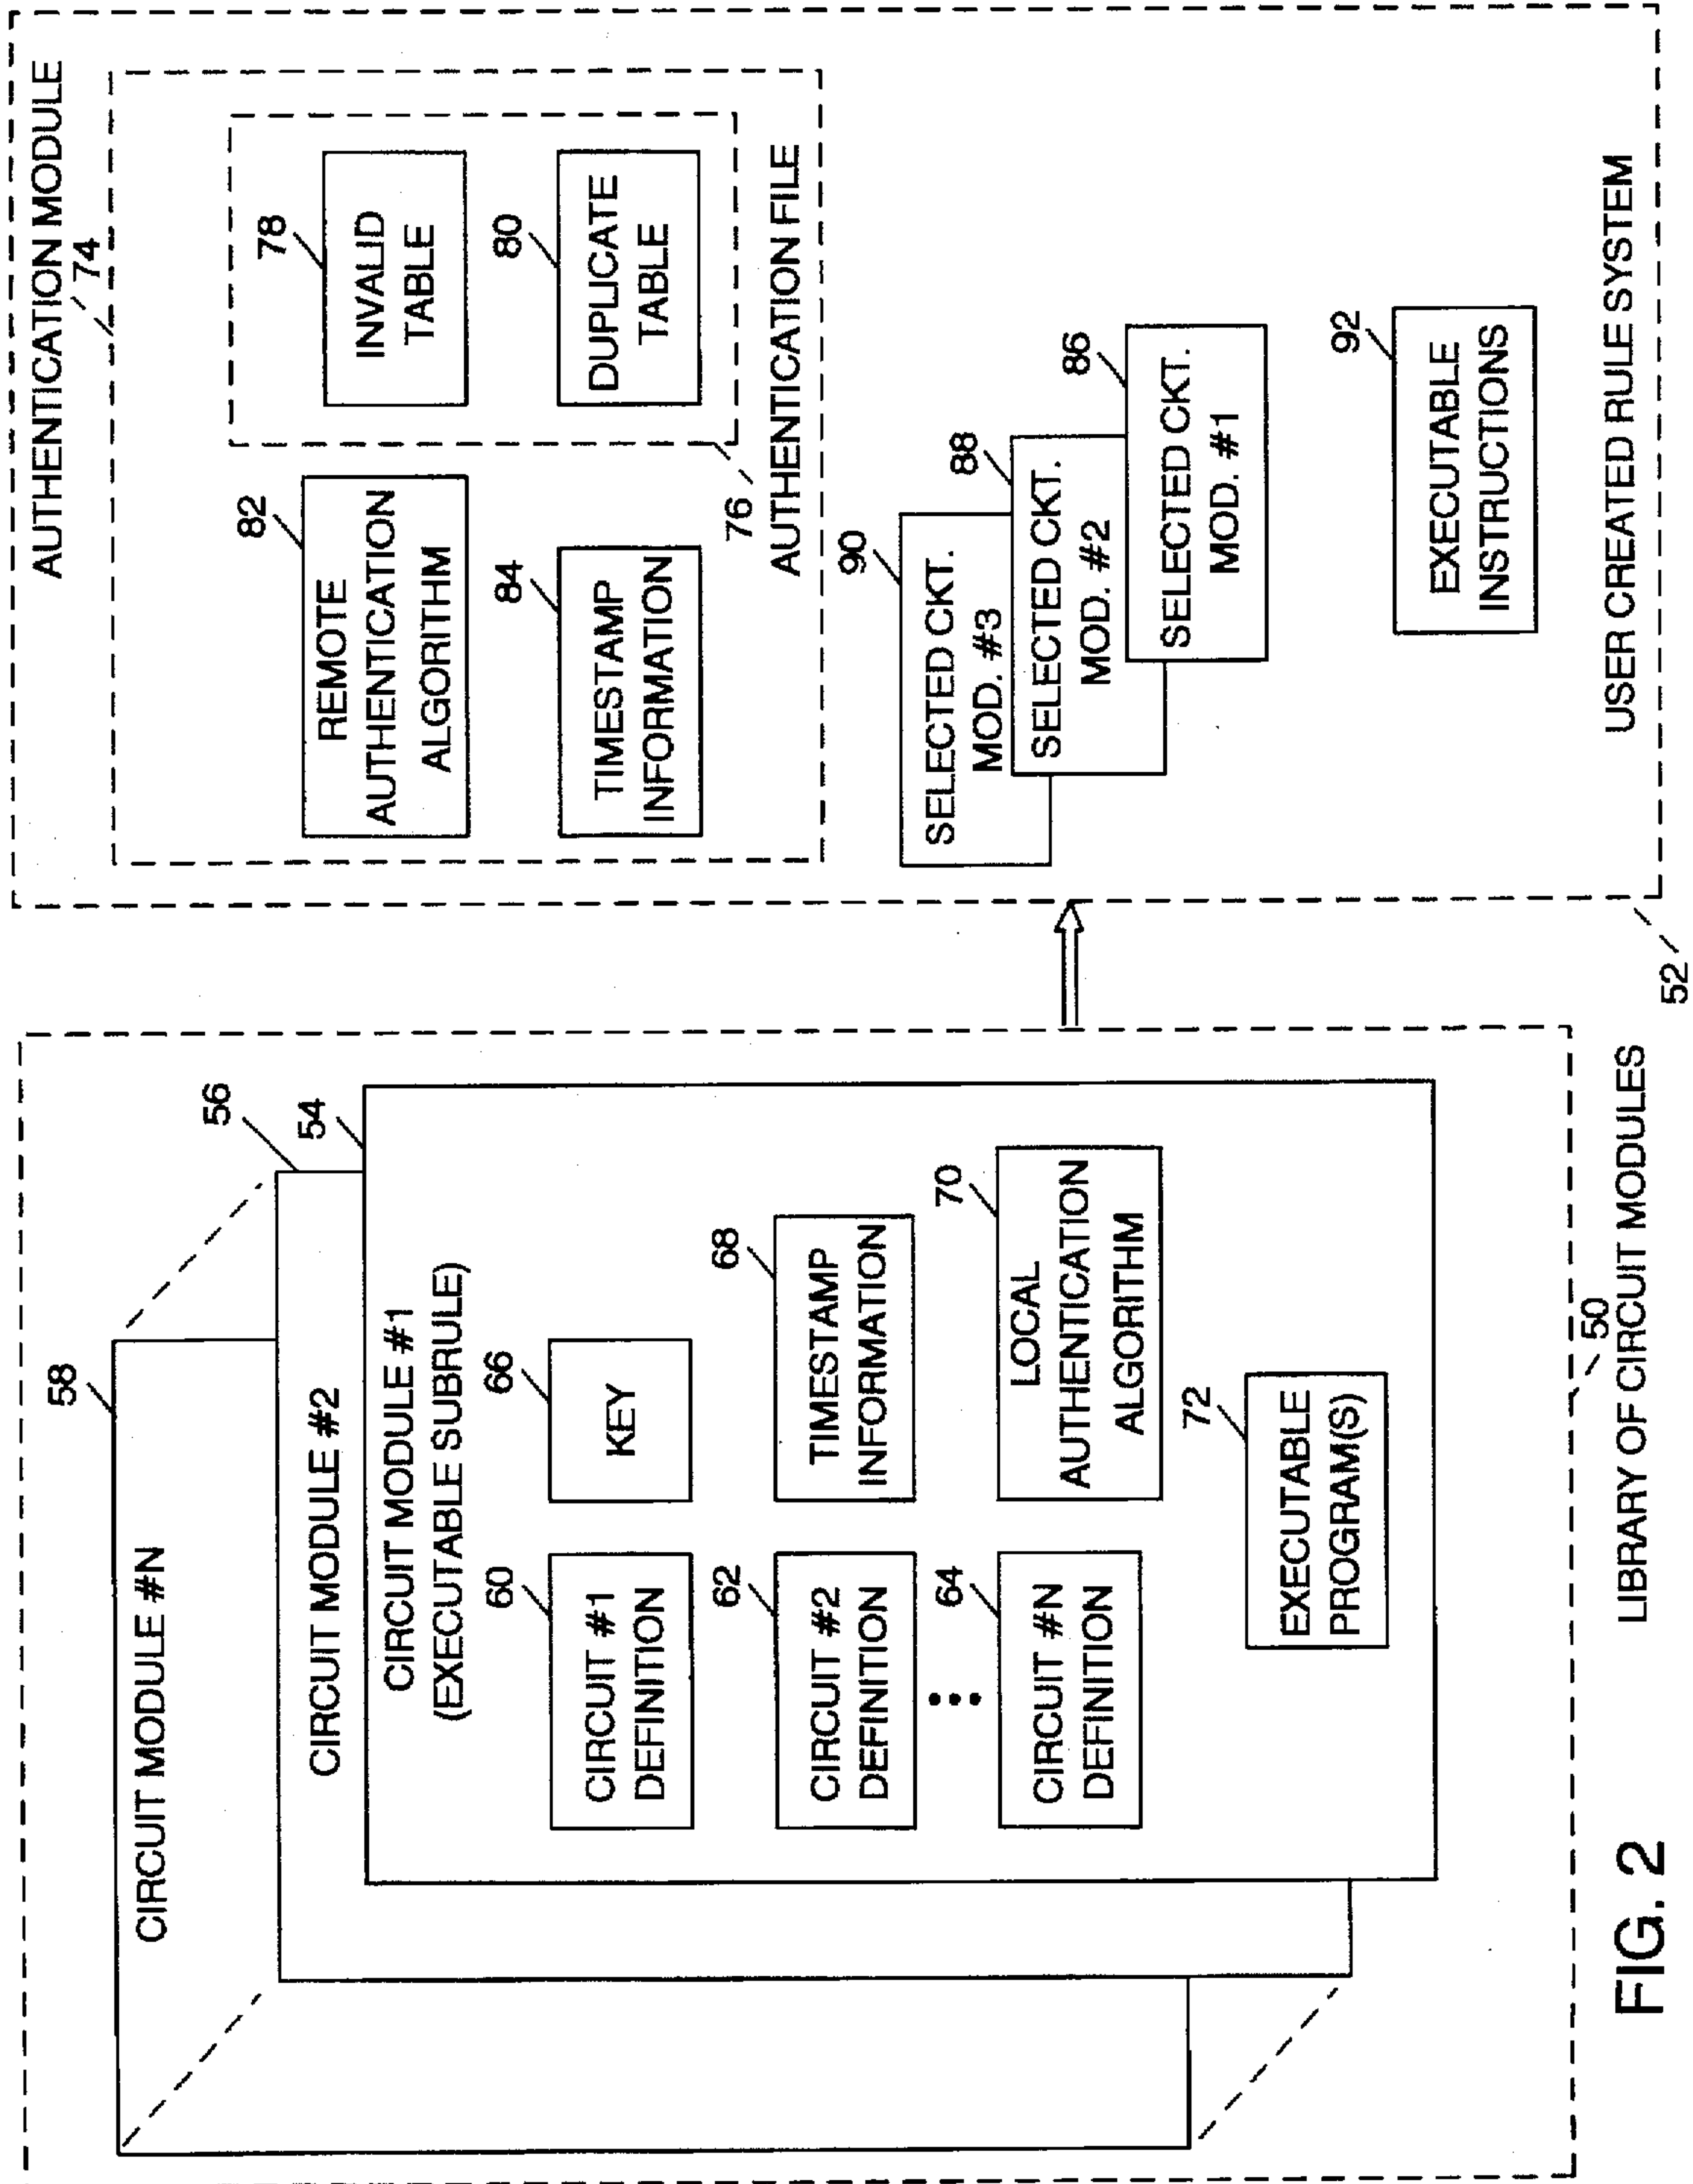 58
CIRCUIT MODULE #N
56
CIRCUIT MODULE #2
54
CIRCUIT MODULE #1
(EXECUTABLE SUBRULE)
60
CIRCUIT #1
DEFINITION
66
KEY
62
CIRCUIT #2
DEFINITION
68
TIMESTAMP
INFORMATION
64
CIRCUIT #N
DEFINITION
70
LOCAL
AUTHENTICATION
ALGORITHM
72
EXECUTABLE
PROGRAM(S)
50
LIBRARY OF CIRCUIT MODULES
FIG. 2
AUTHENTICATION MODULE
74
82
REMOTE
AUTHENTICATION
ALGORITHM
78
INVALID
TABLE
84
TIMESTAMP
INFORMATION
80
DUPLICATE
TABLE
76
AUTHENTICATION FILE
90
SELECTED CKT.
MOD. #3
88
SELECTED CKT.
MOD. #2
86
SELECTED CKT.
MOD. #1
92
EXECUTABLE
INSTRUCTIONS
USER CREATED RULE SYSTEM
52